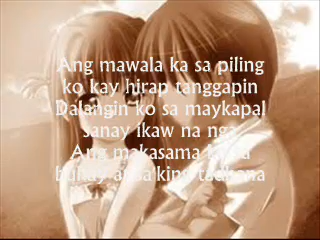 Ang mawala ka sa piling
ko kay hirap tanggapin
Dalangin ko sa maykapal
sanay ikaw na nga
Ang makasama